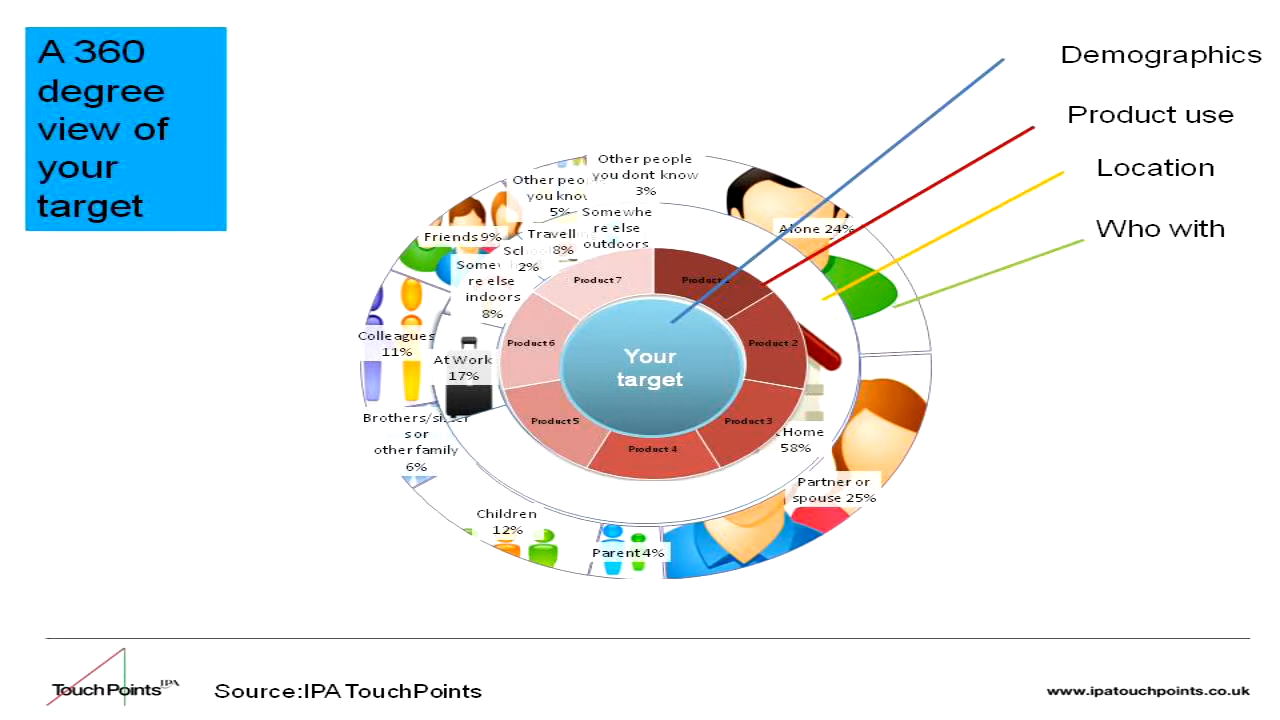 A 360
degree
view of
your
target
Demographics
Product use
Location
Who with
Other people
you dont know
3%
Other peo
you kno
5%
Somewhe
re else
outdoors
Alone 24%
Friends 9%
Travell
8%
Scho
2%
Some
re else
indoors
8%
Product 7
Product
Colleagues
11%
At Work
17%
Product 6
Product 2
Your
target
Brothers/sister
s or
other family
6%
Product 5
Product 3
Product 4
Home
58%
Partner or
spouse 25%
Children
12%
Parent 4%
TouchPoints IPA
Source:IPA TouchPoints
www.ipatouchpoints.co.uk